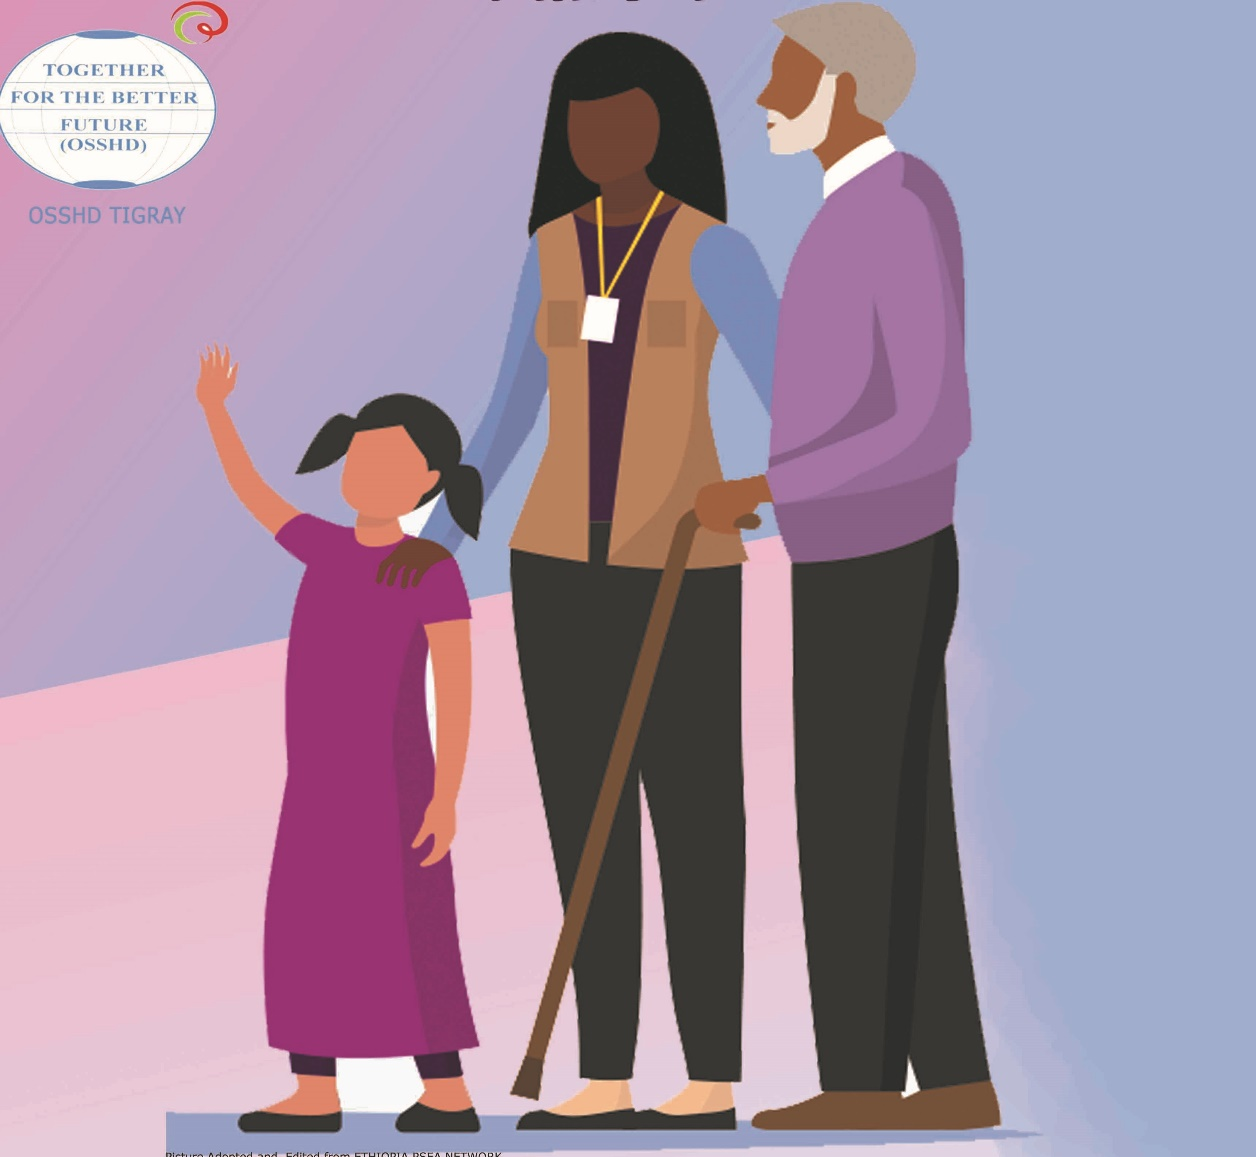 TOGETHER
FOR THE BETTER
FUTURE
(OSSHD)
OSSHD TIGRAY
Picture Adopted and Edited from ETHIOPIA PSEA NETWORK